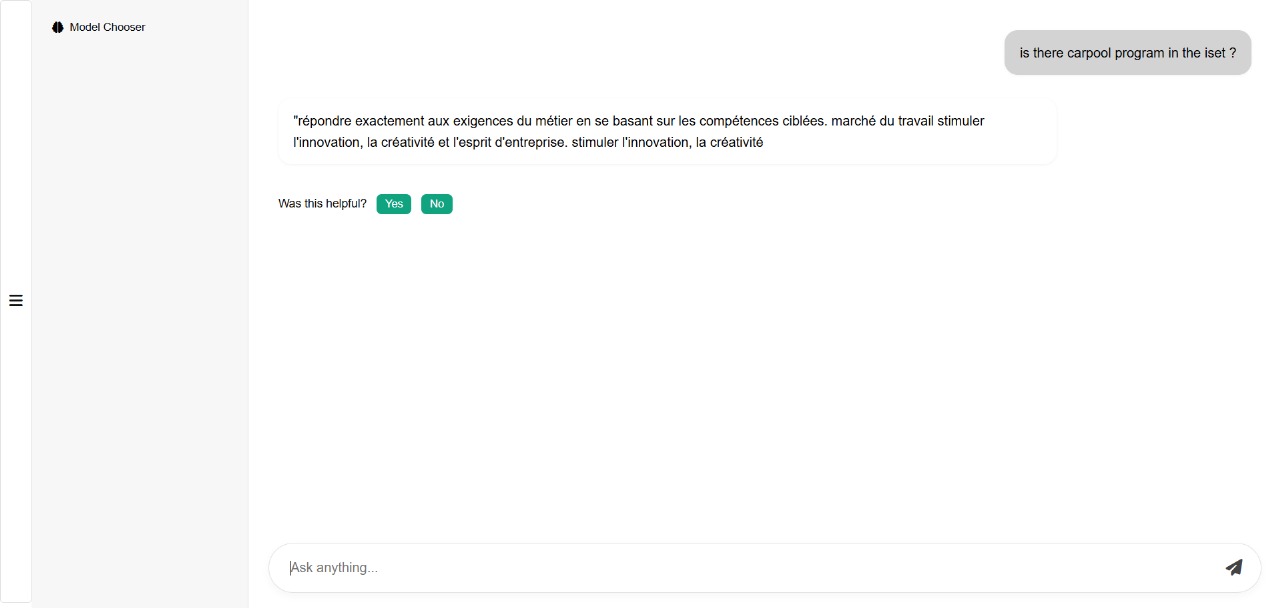 Model Chooser
is there carpool program in the iset ?
"répondre exactement aux exigences du métier en se basant sur les compétences ciblées. marché du travail stimuler
l'innovation, la créativité et l'esprit d'entreprise. stimuler l'innovation, la créativité
Was this helpful? Yes No
Ask anything...